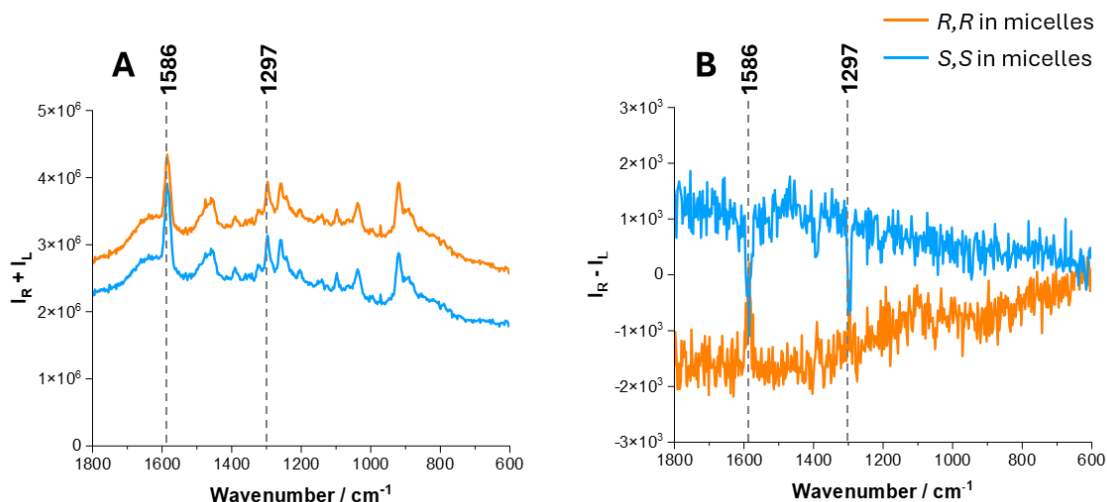 R,R in micelles
S,S in micelles
A
1586
1297
5×10⁶
4×10⁶
3×10⁶
2×10⁶
1×10⁶
0
I_R + I_L
1800 1600 1400 1200 1000 800 600
Wavenumber / cm⁻¹
B
1586
1297
3×10³
2×10³
1×10³
0
-1×10³
-2×10³
-3×10³
I_R - I_L
1800 1600 1400 1200 1000 800 600
Wavenumber / cm⁻¹